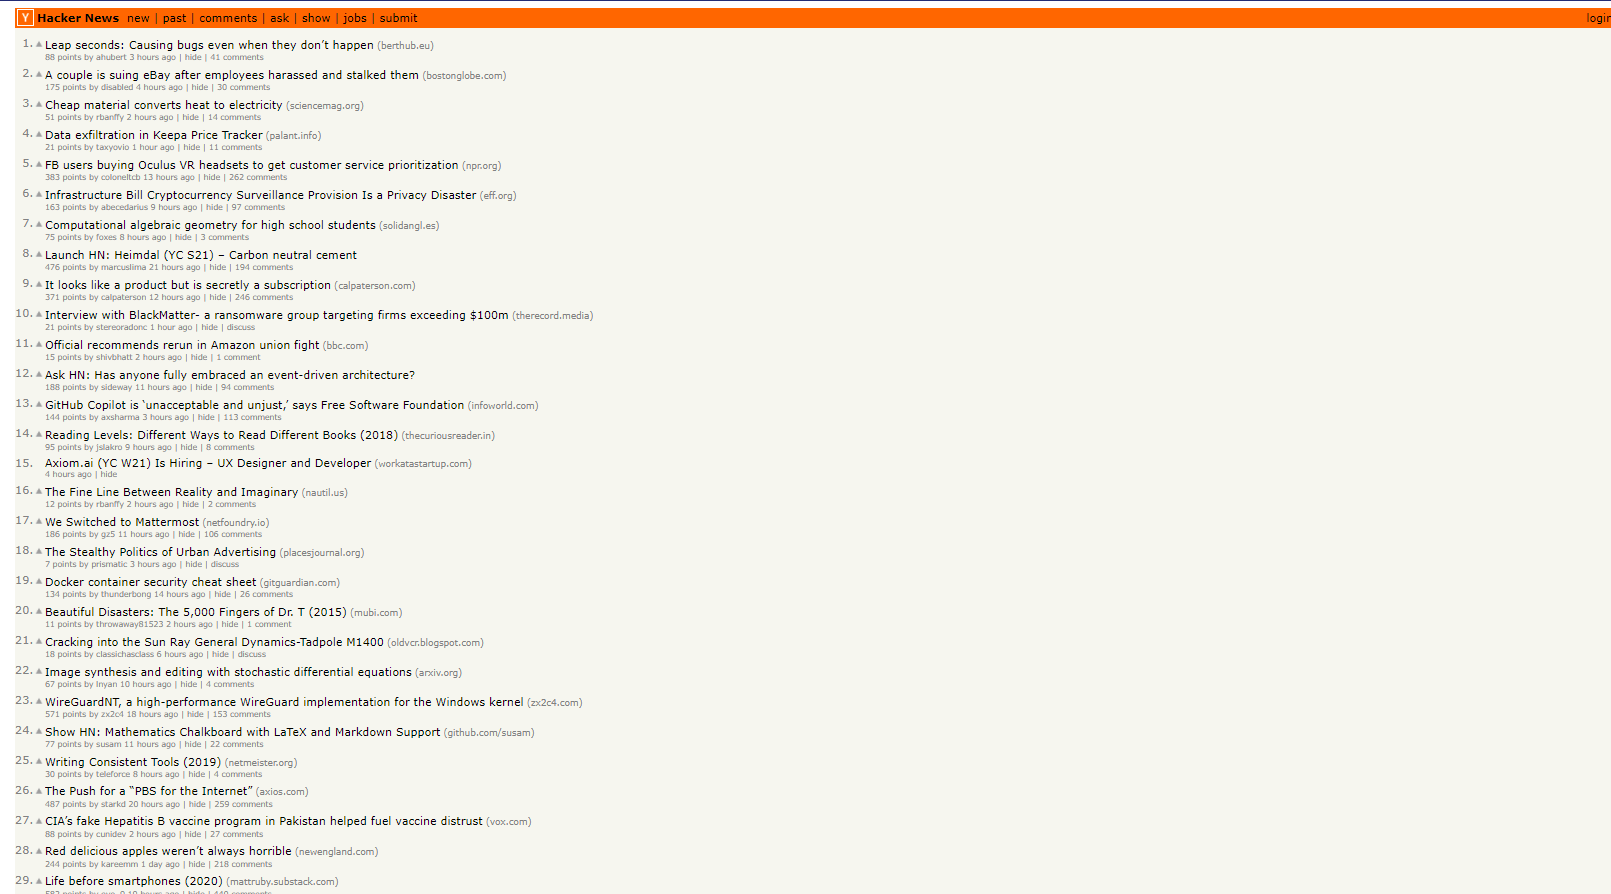 Y Hacker News new | past | comments | ask | show | jobs | submit login
1. Leap seconds: Causing bugs even when they don’t happen (berthub.eu)
88 points by ahubert 3 hours ago | hide | 41 comments
2. A couple is suing eBay after employees harassed and stalked them (bostonglobe.com)
175 points by disabled 4 hours ago | hide | 30 comments
3. Cheap material converts heat to electricity (sciencemag.org)
51 points by rbanffy 2 hours ago | hide | 14 comments
4. Data exfiltration in Keepa Price Tracker (palant.info)
21 points by taxyovio 1 hour ago | hide | 11 comments
5. FB users buying Oculus VR headsets to get customer service prioritization (npr.org)
383 points by coloneltcb 13 hours ago | hide | 262 comments
6. Infrastructure Bill Cryptocurrency Surveillance Provision Is a Privacy Disaster (eff.org)
163 points by abecedarius 9 hours ago | hide | 97 comments
7. Computational algebraic geometry for high school students (solidangl.es)
75 points by foxes 8 hours ago | hide | 3 comments
8. Launch HN: Heimdal (YC S21) – Carbon neutral cement
476 points by marcuslima 21 hours ago | hide | 194 comments
9. It looks like a product but is secretly a subscription (calpaterson.com)
371 points by calpaterson 12 hours ago | hide | 246 comments
10. Interview with BlackMatter- a ransomware group targeting firms exceeding $100m (therecord.media)
21 points by stereoradonc 1 hour ago | hide | discuss
11. Official recommends rerun in Amazon union fight (bbc.com)
15 points by shivbhatt 2 hours ago | hide | 1 comment
12. Ask HN: Has anyone fully embraced an event-driven architecture?
188 points by sideway 11 hours ago | hide | 94 comments
13. GitHub Copilot is ‘unacceptable and unjust,’ says Free Software Foundation (infoworld.com)
144 points by axsharma 3 hours ago | hide | 113 comments
14. Reading Levels: Different Ways to Read Different Books (2018) (thecuriousreader.in)
95 points by jslakro 9 hours ago | hide | 8 comments
15. Axiom.ai (YC W21) Is Hiring – UX Designer and Developer (workatastartup.com)
4 hours ago | hide
16. The Fine Line Between Reality and Imaginary (nautil.us)
12 points by rbanffy 2 hours ago | hide | 2 comments
17. We Switched to Mattermost (netfoundry.io)
186 points by gz5 11 hours ago | hide | 106 comments
18. The Stealthy Politics of Urban Advertising (placesjournal.org)
7 points by prismatic 3 hours ago | hide | discuss
19. Docker container security cheat sheet (gitguardian.com)
134 points by thunderbong 14 hours ago | hide | 26 comments
20. Beautiful Disasters: The 5,000 Fingers of Dr. T (2015) (mubi.com)
11 points by throwaway81523 2 hours ago | hide | 1 comment
21. Cracking into the Sun Ray General Dynamics-Tadpole M1400 (oldvcr.blogspot.com)
18 points by classichasclass 6 hours ago | hide | discuss
22. Image synthesis and editing with stochastic differential equations (arxiv.org)
67 points by lnyan 10 hours ago | hide | 4 comments
23. WireGuardNT, a high-performance WireGuard implementation for the Windows kernel (zx2c4.com)
571 points by zx2c4 18 hours ago | hide | 153 comments
24. Show HN: Mathematics Chalkboard with LaTeX and Markdown Support (github.com/susam)
77 points by susam 11 hours ago | hide | 22 comments
25. Writing Consistent Tools (2019) (netmeister.org)
30 points by teleforce 8 hours ago | hide | 4 comments
26. The Push for a “PBS for the Internet” (axios.com)
487 points by starkd 20 hours ago | hide | 259 comments
27. CIA’s fake Hepatitis B vaccine program in Pakistan helped fuel vaccine distrust (vox.com)
88 points by cunidev 2 hours ago | hide | 27 comments
28. Red delicious apples weren’t always horrible (newengland.com)
244 points by kareemm 1 day ago | hide | 218 comments
29. Life before smartphones (2020) (mattruby.substack.com)